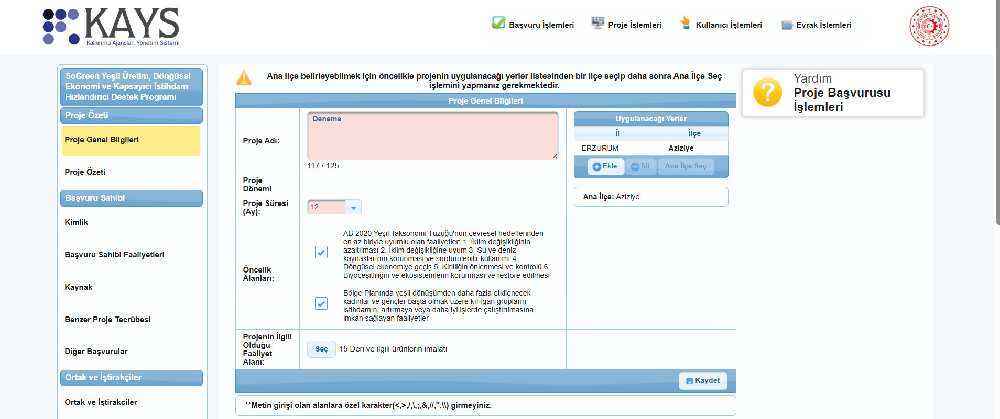 KAYS
Kalkınma Ajansları Yönetim Sistemi
Başvuru İşlemleri
Proje İşlemleri
Kullanıcı İşlemleri
Evrak İşlemleri
SoGreen Yeşil Üretim, Döngüsel
Ekonomi ve Kapsayıcı İstihdam
Hızlandırıcı Destek Programı
Proje Özeti
Proje Genel Bilgileri
Proje Özeti
Başvuru Sahibi
Kimlik
Başvuru Sahibi Faaliyetleri
Kaynak
Benzer Proje Tecrübesi
Diğer Başvurular
Ortak ve İştirakçiler
Ortak ve İştirakçiler
Ana ilçe belirleyebilmek için öncelikle projenin uygulanacağı yerler listesinden bir ilçe seçip daha sonra Ana İlçe Seç
işlemini yapmanız gerekmektedir.
Proje Genel Bilgileri
Proje Adı:
Deneme
117 / 125
Proje
Dönemi
Proje Süresi
(Ay):
12
Öncelik
Alanları:
AB 2020 Yeşil Taksonomi Tüzüğü'nün çevresel hedeflerinden
en az biriyle uyumlu olan faaliyetler: 1. İklim değişikliğinin
azaltılması 2. İklim değişikliğine uyum 3. Su ve deniz
kaynaklarının korunması ve sürdürülebilir kullanımı 4.
Döngüsel ekonomiye geçiş 5. Kirliliğin önlenmesi ve kontrolü 6.
Biyoçeşitliliğin ve ekosistemlerin korunması ve restore edilmesi
Bölge Planında yeşil dönüşümden daha fazla etkilenecek
kadınlar ve gençler başta olmak üzere kırılgan grupların
istihdamını artırmaya veya daha iyi işlerde çalıştırılmasına
imkan sağlayan faaliyetler
Projenin İlgili
Olduğu
Faaliyet
Alanı:
Seç
15 Deri ve ilgili ürünlerin imalatı
Uygulanacağı Yerler
İl
İlçe
ERZURUM
Aziziye
Ekle
Sil
Ana İlçe Seç
Ana İlçe: Aziziye
Kaydet
**Metin girişi olan alanlara özel karakter(<,>,/,\,;,&,//,",\\) girmeyiniz.
?
Yardım
Proje Başvurusu
İşlemleri